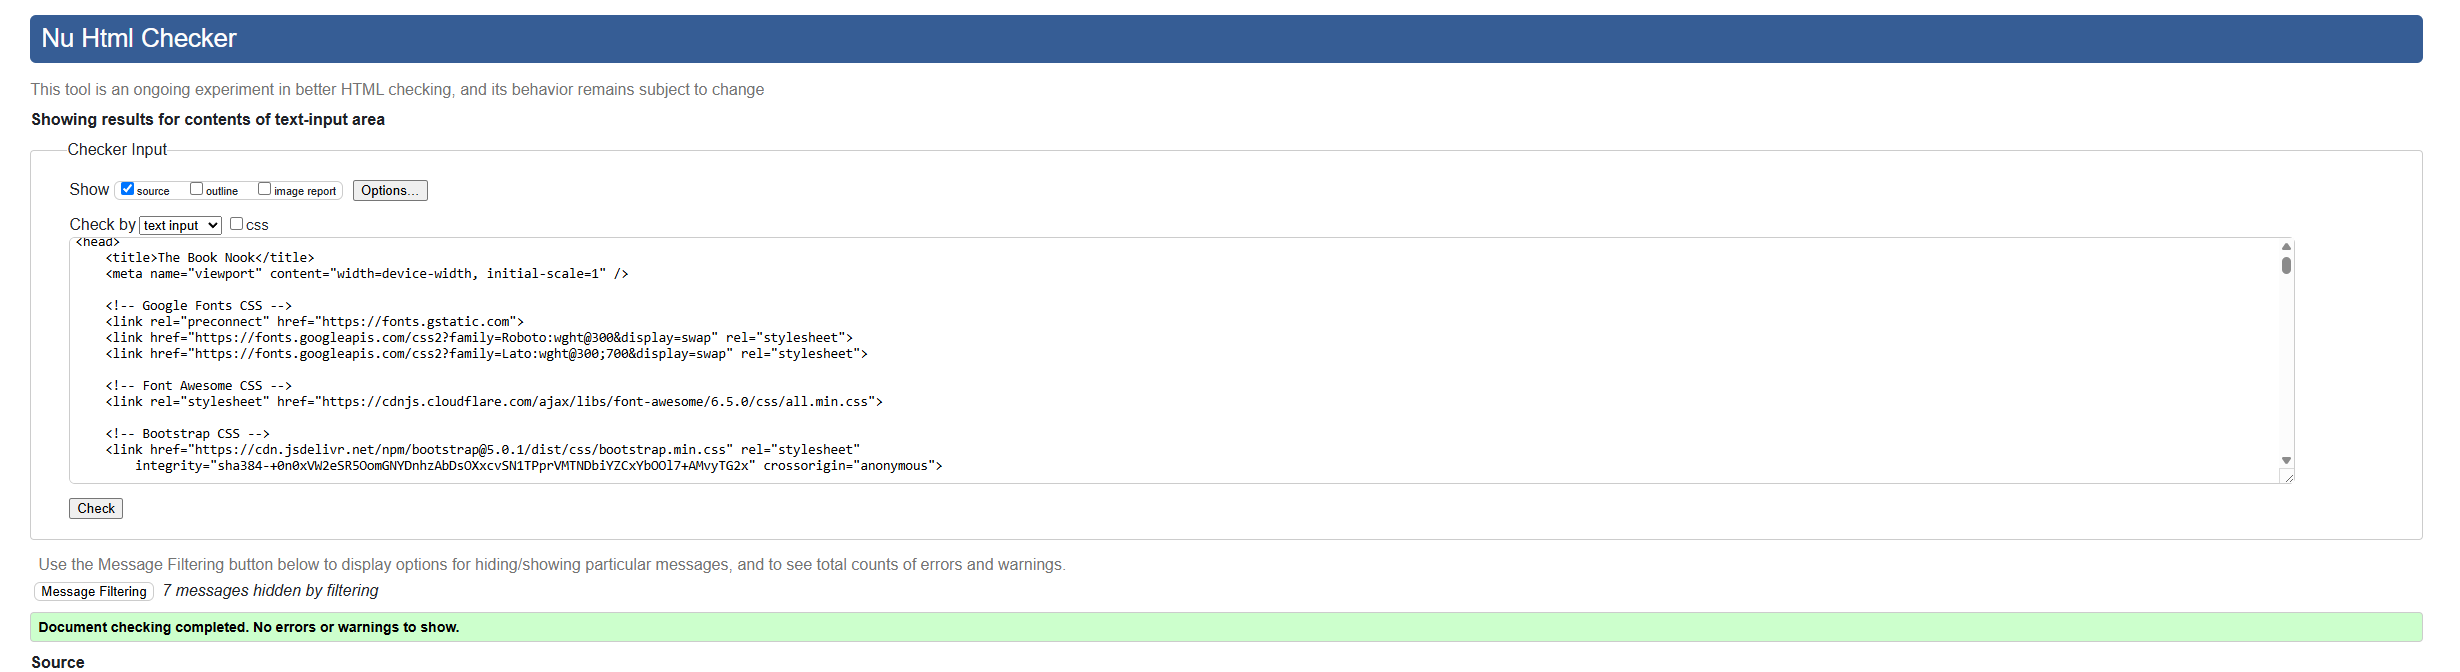 Nu Html Checker
This tool is an ongoing experiment in better HTML checking, and its behavior remains subject to change
Showing results for contents of text-input area
Checker Input
Show source outline image report Options...
Check by text input css
<head>
    <title>The Book Nook</title>
    <meta name="viewport" content="width=device-width, initial-scale=1" />
    <!-- Google Fonts CSS -->
    <link rel="preconnect" href="https://fonts.gstatic.com">
    <link href="https://fonts.googleapis.com/css2?family=Roboto:wght@300&display=swap" rel="stylesheet">
    <link href="https://fonts.googleapis.com/css2?family=Lato:wght@300;700&display=swap" rel="stylesheet">
    <!-- Font Awesome CSS -->
    <link rel="stylesheet" href="https://cdnjs.cloudflare.com/ajax/libs/font-awesome/6.5.0/css/all.min.css">
    <!-- Bootstrap CSS -->
    <link href="https://cdn.jsdelivr.net/npm/bootstrap@5.0.1/dist/css/bootstrap.min.css" rel="stylesheet"
        integrity="sha384-+0n0xVW2eSR5OomGNYDnhzAbDsOXxcvSN1TPprVMTNDbiYZCxYbOOl7+AMvyTG2x" crossorigin="anonymous">
Check
Use the Message Filtering button below to display options for hiding/showing particular messages, and to see total counts of errors and warnings.
Message Filtering 7 messages hidden by filtering
Document checking completed. No errors or warnings to show.
Source